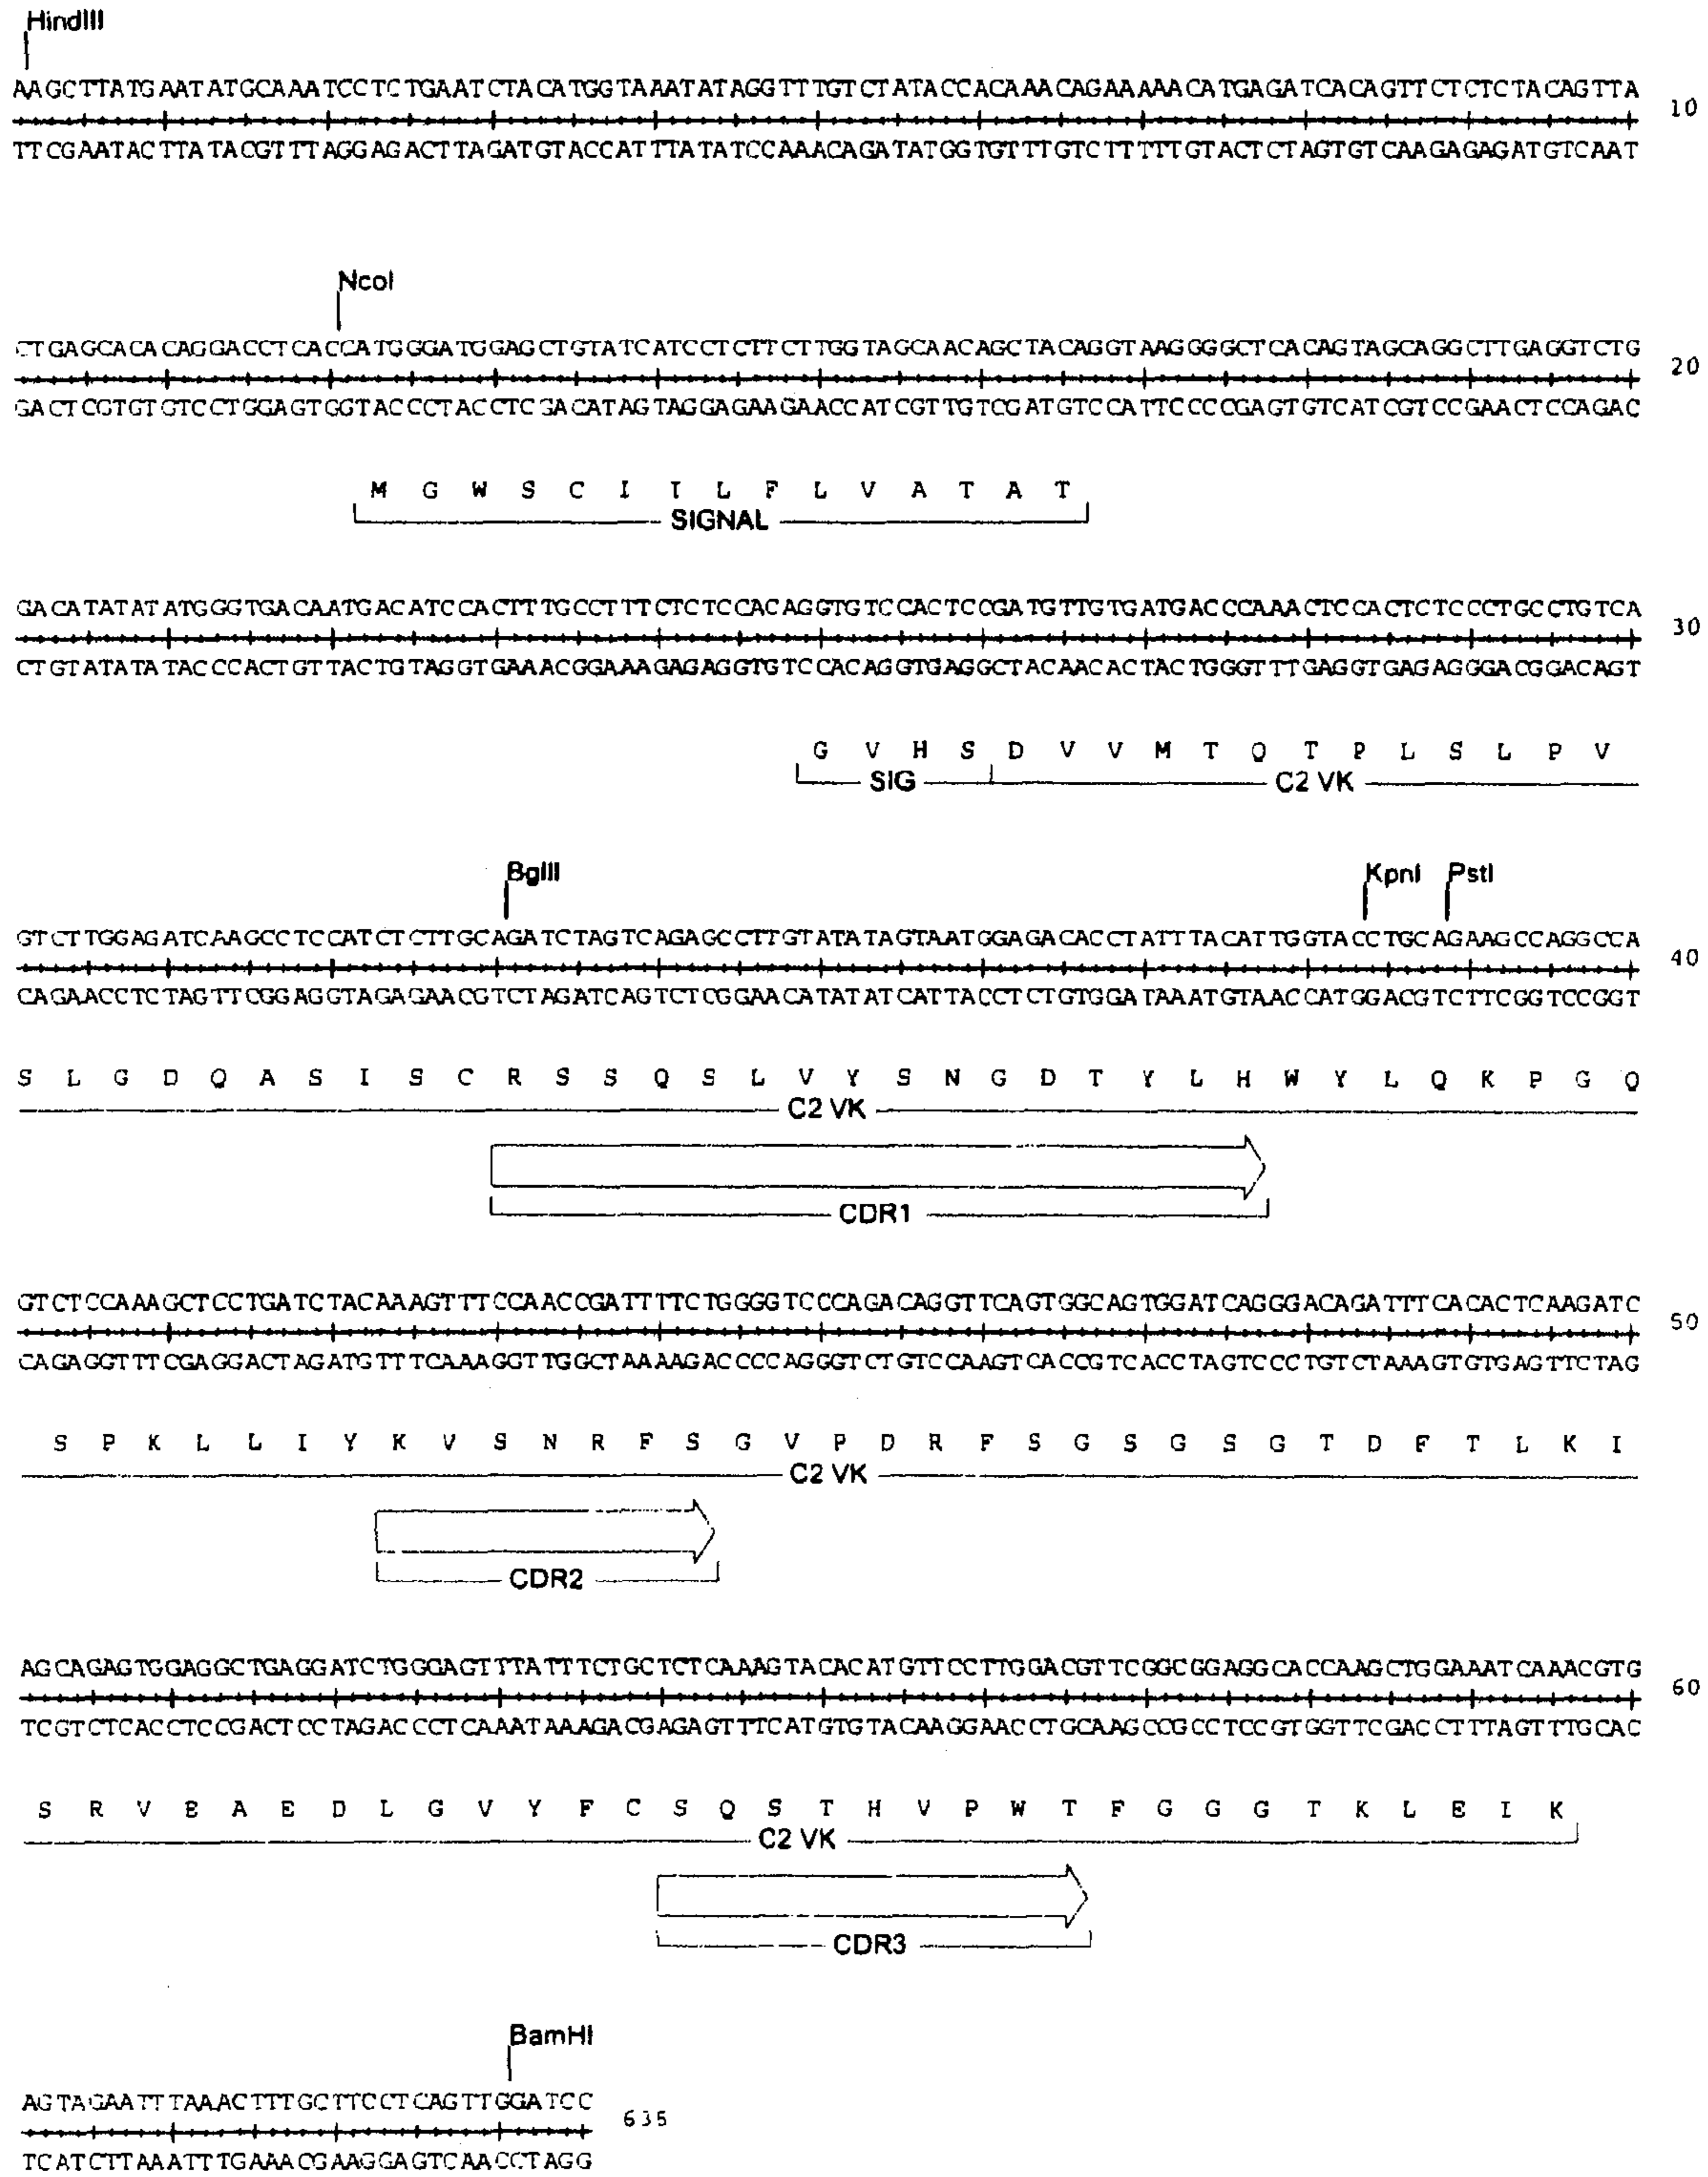 HindIII
AAGCTTATGAATATGCAAATCCTCTGAATCTACATGGTAAATATAGGTTTGTCTATACCACAAACAGAAAAACATGAGATCACAGTTCTCTCTACAGTTA
10
TTCGAATACTTATACGTTTAGGAGACTTAGATGTACCATTTATATCCAAACAGATATGGTGTTTGTCTTTTTGTACTCTAGTGTCAAGAGAGATGTCAAT
NcoI
CTGAGCACACAGGACCTCACCATGGGATGGAGCTGTATCATCCTCTTCTTGGTAGCAACAGCTACAGGTAAGGGGCTCACAGTAGCAGGCTTGAGGTCTG
20
GACTCGTGTGTCCTGGAGTGGTACCCTACCTCGACATAGTAGGAGAAGAACCATCGTTGTCGATGTCCATTCCCCGAGTGTCATCGTCCGAACTCCAGAC
M G W S C I I L F L V A T A T
SIGNAL
GACATATATATGGGTGACAATGACATCCACTTTGCCTTTCTCTCCACAGGTGTCCACTCCGATGTTGTGATGACCCAAACTCCACTCTCCCTGCCTGTCA
30
CTGTATATATACCCACTGTTACTGTAGGTGAAACGGAAAGAGAGGTGTCCACAGGTGAGGCTACAACACTACTGGGTTTGAGGTGAGAGGGACGGACAGT
G V H S D V V M T Q T P L S L P V
SIG C2 VK
BglII KpnI PstI
GTCTTGGAGATCAAGCCTCCATCTCTTGCAGATCTAGTCAGAGCCTTGTATATAGTAATGGAGACACCTATTTACATTGGTACCTGCAGAAGCCAGGCCA
40
CAGAACCTCTAGTTCGGAGGTAGAGAACGTCTAGATCAGTCTCGGAACATATATCATTACCTCTGTGGATAAATGTAACCATGGACGTCTTCGGTCCGGT
S L G D Q A S I S C R S S Q S L V Y S N G D T Y L H W Y L Q K P G Q
C2 VK
CDR1
GTCTCCAAAGCTCCTGATCTACAAAGTTTCCAACCGATTTTCTGGGGTCCCAGACAGGTTCAGTGGCAGTGGATCAGGGACAGATTTCACACTCAAGATC
50
CAGAGGTTTCGAGGACTAGATGTTTCAAAGGTTGGCTAAAAGACCCCAGGGTCTGTCCAAGTCACCGTCACCTAGTCCCTGTCTAAAGTGTGAGTTCTAG
S P K L L I Y K V S N R F S G V P D R F S G S G S G T D F T L K I
C2 VK
CDR2
AGCAGAGTGGAGGCTGAGGATCTGGGAGTTTATTTCTGCTCTCAAAGTACACATGTTCCTTGGACGTTCGGCGGAGGCACCAAGCTGGAAATCAAACGTG
60
TCGTCTCACCTCCGACTCCTAGACCCTCAAATAAAGACGAGAGTTTCATGTGTACAAGGAACCTGCAAGCCGCCTCCGTGGTTCGACCTTTAGTTTGCAC
S R V E A E D L G V Y F C S Q S T H V P W T F G G G T K L E I K
C2 VK
CDR3
BamHI
AGTAGAATTTAAACTTTGCTTCCTCAGTTGGATCC
635
TCATCTTAAATTTGAAACGAAGGAGTCAACCTAGG